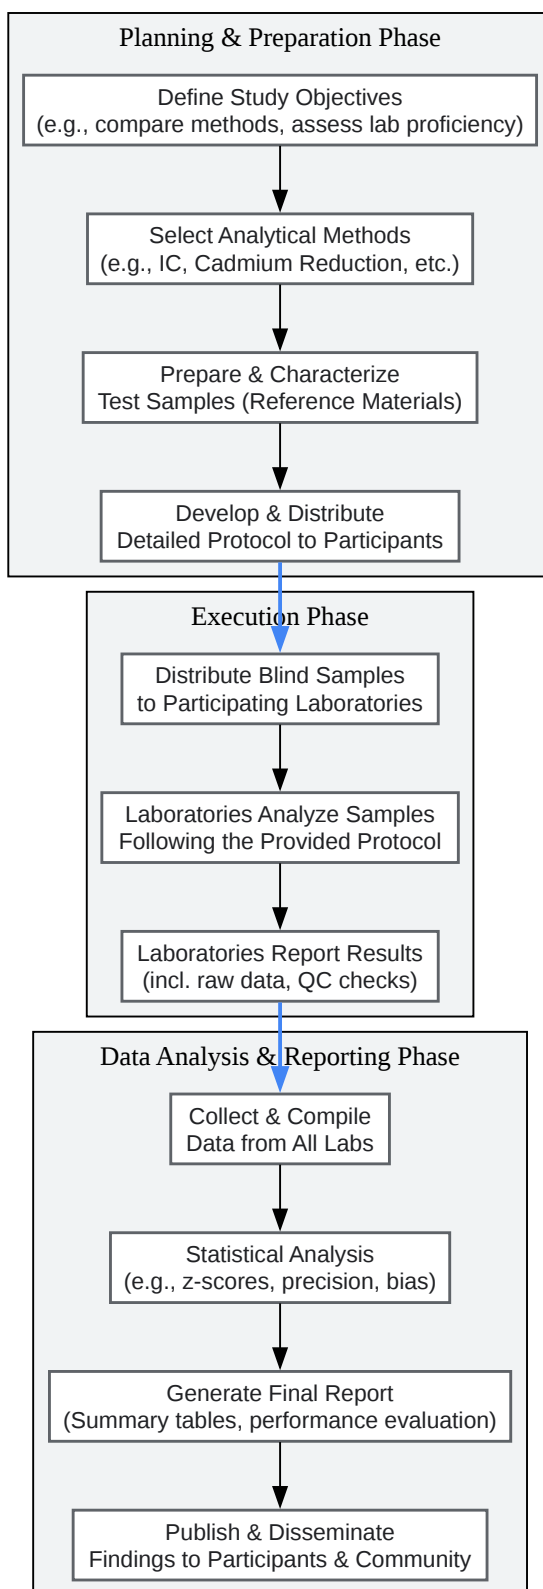 Planning & Preparation Phase
Define Study Objectives
(e.g., compare methods, assess lab proficiency)
Select Analytical Methods
(e.g., IC, Cadmium Reduction, etc.)
Prepare & Characterize
Test Samples (Reference Materials)
Develop & Distribute
Detailed Protocol to Participants
Execution Phase
Distribute Blind Samples
to Participating Laboratories
Laboratories Analyze Samples
Following the Provided Protocol
Laboratories Report Results
(incl. raw data, QC checks)
Data Analysis & Reporting Phase
Collect & Compile
Data from All Labs
Statistical Analysis
(e.g., z-scores, precision, bias)
Generate Final Report
(Summary tables, performance evaluation)
Publish & Disseminate
Findings to Participants & Community